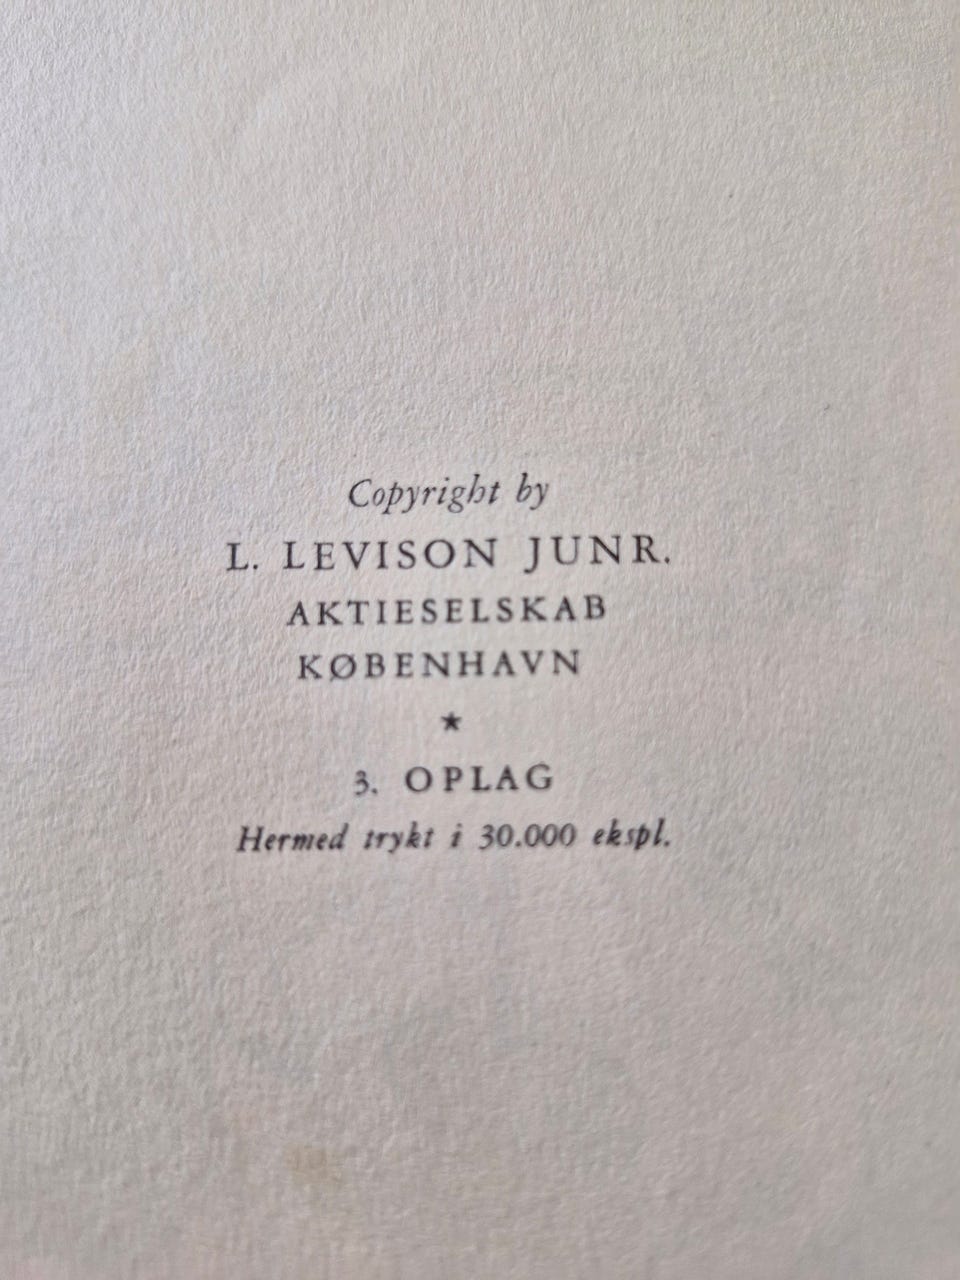 Copyright by
L. LEVISON JUNR.
AKTIESELSKAB
KØBENHAVN
★
3. OPLAG
Hermed trykt i 30.000 ekspl.